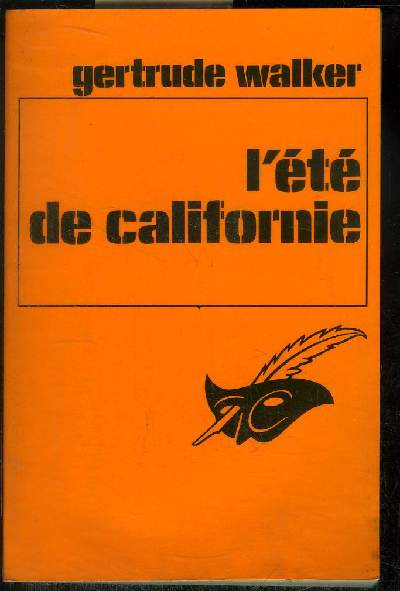 gertrude walker
l'été
de californie